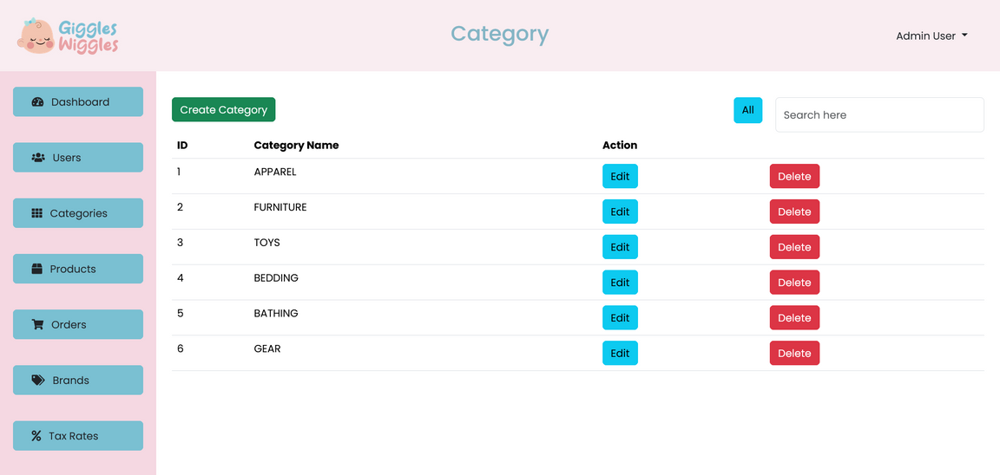 Giggles
Wiggles
Category
Admin User
Dashboard
Users
Categories
Products
Orders
Brands
Tax Rates
Create Category
All
Search here
ID Category Name Action
1 APPAREL Edit Delete
2 FURNITURE Edit Delete
3 TOYS Edit Delete
4 BEDDING Edit Delete
5 BATHING Edit Delete
6 GEAR Edit Delete